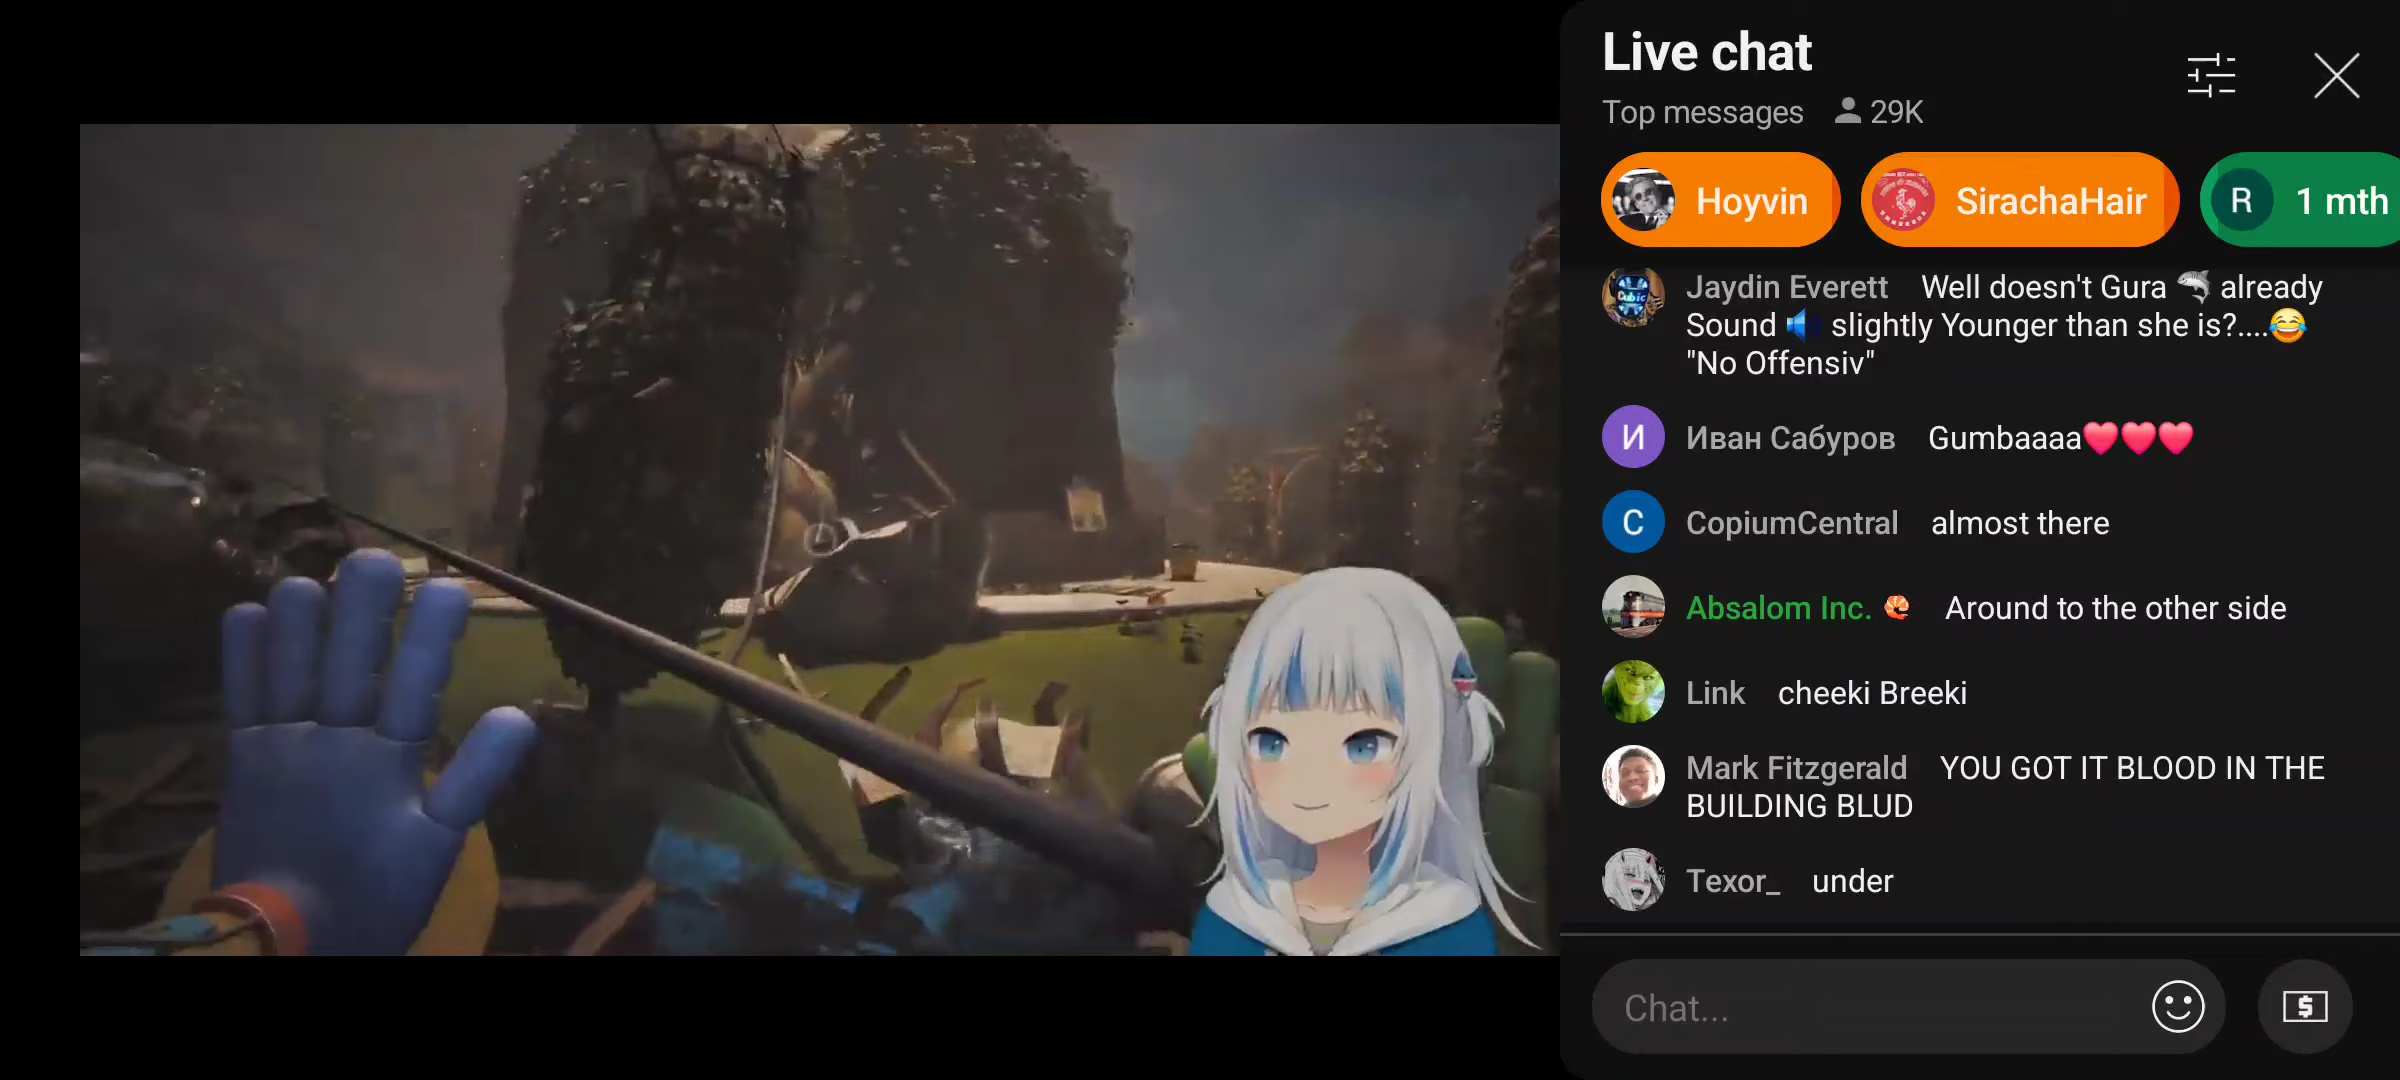 Live chat
Top messages 29K
Hoyvin SirachaHair R 1 mth
Jaydin Everett Well doesn't Gura 🦈 already
Sound 🔊 slightly Younger than she is?....😂
"No Offensiv"
И Иван Сабуров Gumbaaaa❤️❤️❤️
C CopiumCentral almost there
Absalom Inc. 🍤 Around to the other side
Link cheeki Breeki
Mark Fitzgerald YOU GOT IT BLOOD IN THE
BUILDING BLUD
Texor_ under
Chat...